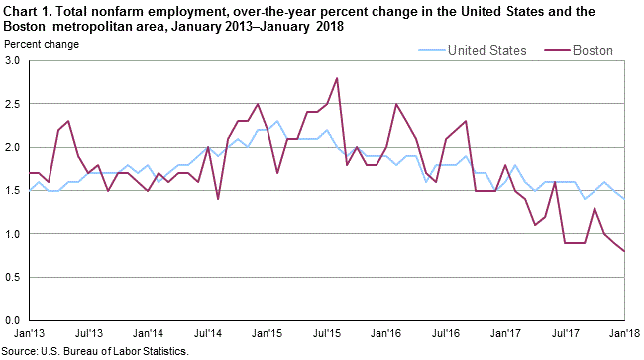 Chart 1. Total nonfarm employment, over-the-year percent change in the United States and the
Boston metropolitan area, January 2013–January 2018
Percent change
United States
Boston
3.0
2.5
2.0
1.5
1.0
0.5
0.0
Jan'13 Jul'13 Jan'14 Jul'14 Jan'15 Jul'15 Jan'16 Jul'16 Jan'17 Jul'17 Jan'18
Source: U.S. Bureau of Labor Statistics.